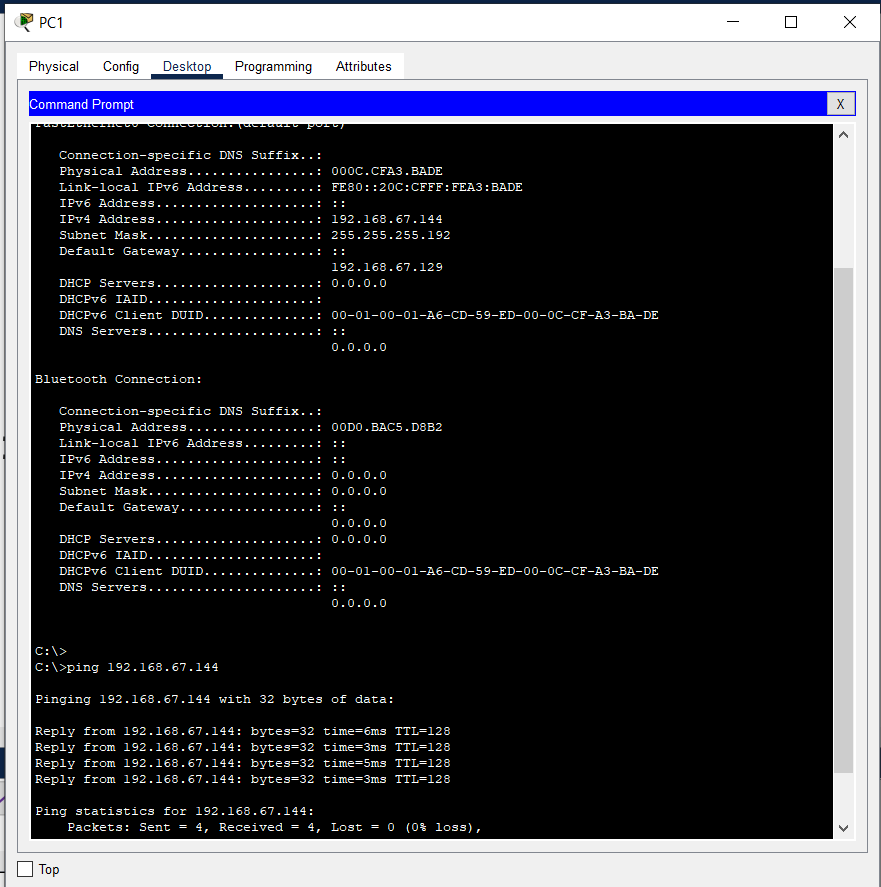 PC1
Physical Config Desktop Programming Attributes
Command Prompt X
FastEthernet0 Connection:(default port)
Connection-specific DNS Suffix..:
Physical Address................: 000C.CFA3.BADE
Link-local IPv6 Address.........: FE80::20C:CFFF:FEA3:BADE
IPv6 Address....................: ::
IPv4 Address....................: 192.168.67.144
Subnet Mask.....................: 255.255.255.192
Default Gateway.................: ::
192.168.67.129
DHCP Servers....................: 0.0.0.0
DHCPv6 IAID.....................:
DHCPv6 Client DUID..............: 00-01-00-01-A6-CD-59-ED-00-0C-CF-A3-BA-DE
DNS Servers.....................: ::
0.0.0.0
Bluetooth Connection:
Connection-specific DNS Suffix..:
Physical Address................: 00D0.BAC5.D8B2
Link-local IPv6 Address.........: ::
IPv6 Address....................: ::
IPv4 Address....................: 0.0.0.0
Subnet Mask.....................: 0.0.0.0
Default Gateway.................: ::
0.0.0.0
DHCP Servers....................: 0.0.0.0
DHCPv6 IAID.....................:
DHCPv6 Client DUID..............: 00-01-00-01-A6-CD-59-ED-00-0C-CF-A3-BA-DE
DNS Servers.....................: ::
0.0.0.0
C:\>
C:\>ping 192.168.67.144
Pinging 192.168.67.144 with 32 bytes of data:
Reply from 192.168.67.144: bytes=32 time=6ms TTL=128
Reply from 192.168.67.144: bytes=32 time=3ms TTL=128
Reply from 192.168.67.144: bytes=32 time=5ms TTL=128
Reply from 192.168.67.144: bytes=32 time=3ms TTL=128
Ping statistics for 192.168.67.144:
Packets: Sent = 4, Received = 4, Lost = 0 (0% loss),
Top